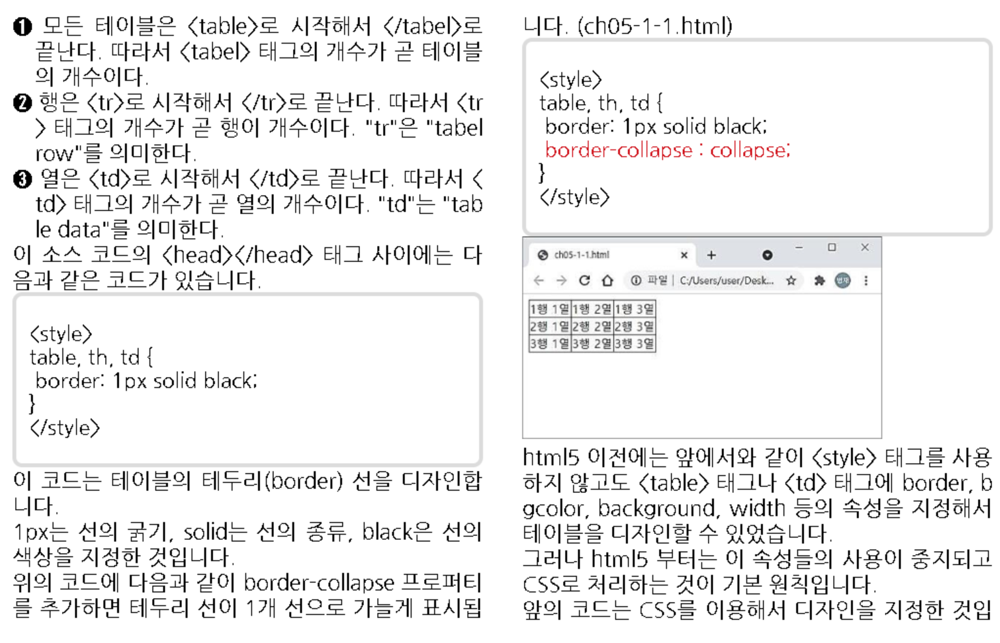 ❶ 모든 테이블은 〈table〉로 시작해서 〈/tabel〉로
끝난다. 따라서 〈tabel〉 태그의 개수가 곧 테이블
의 개수이다.
❷ 행은 〈tr〉로 시작해서 〈/tr〉로 끝난다. 따라서 〈tr
〉 태그의 개수가 곧 행이 개수이다. "tr"은 "tabel
row"를 의미한다.
❸ 열은 〈td〉로 시작해서 〈/td〉로 끝난다. 따라서 〈
td〉 태그의 개수가 곧 열의 개수이다. "td"는 "tab
le data"를 의미한다.
이 소스 코드의 〈head〉〈/head〉 태그 사이에는 다
음과 같은 코드가 있습니다.
〈style〉
table, th, td {
border: 1px solid black;
}
〈/style〉
이 코드는 테이블의 테두리(border) 선을 디자인합
니다.
1px는 선의 굵기, solid는 선의 종류, black은 선의
색상을 지정한 것입니다.
위의 코드에 다음과 같이 border-collapse 프로퍼티
를 추가하면 테두리 선이 1개 선으로 가늘게 표시됩
니다. (ch05-1-1.html)
〈style〉
table, th, td {
border: 1px solid black;
border-collapse : collapse;
}
〈/style〉
ch05-1-1.html
파일 | C:/Users/user/Desk...
범재
1행 1열 1행 2열 1행 3열
2행 1열 2행 2열 2행 3열
3행 1열 3행 2열 3행 3열
html5 이전에는 앞에서와 같이 〈style〉 태그를 사용
하지 않고도 〈table〉 태그나 〈td〉 태그에 border, b
gcolor, background, width 등의 속성을 지정해서
테이블을 디자인할 수 있었습니다.
그러나 html5 부터는 이 속성들의 사용이 중지되고
CSS로 처리하는 것이 기본 원칙입니다.
앞의 코드는 CSS를 이용해서 디자인을 지정한 것입